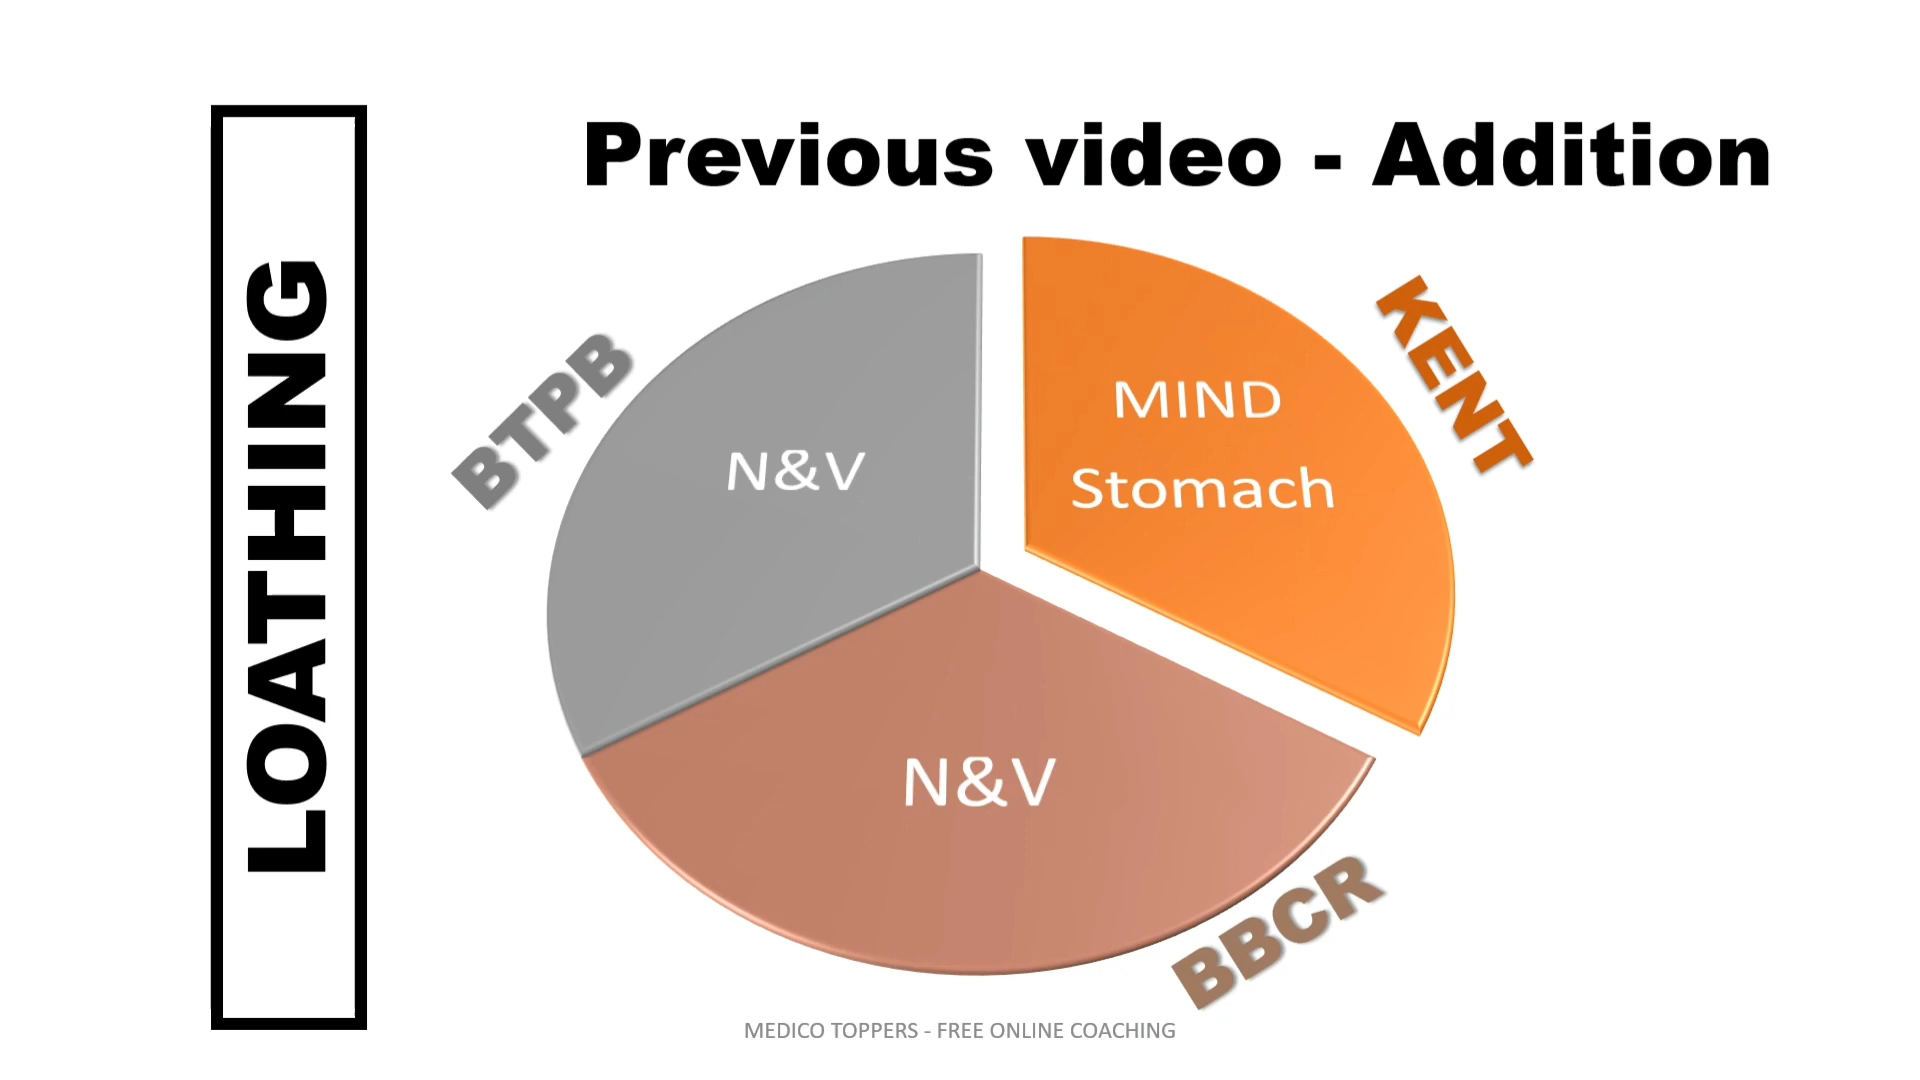 Previous video - Addition
LOATHING
BTPB
N&V
KENT
MIND
Stomach
N&V
BBCR
MEDICO TOPPERS - FREE ONLINE COACHING